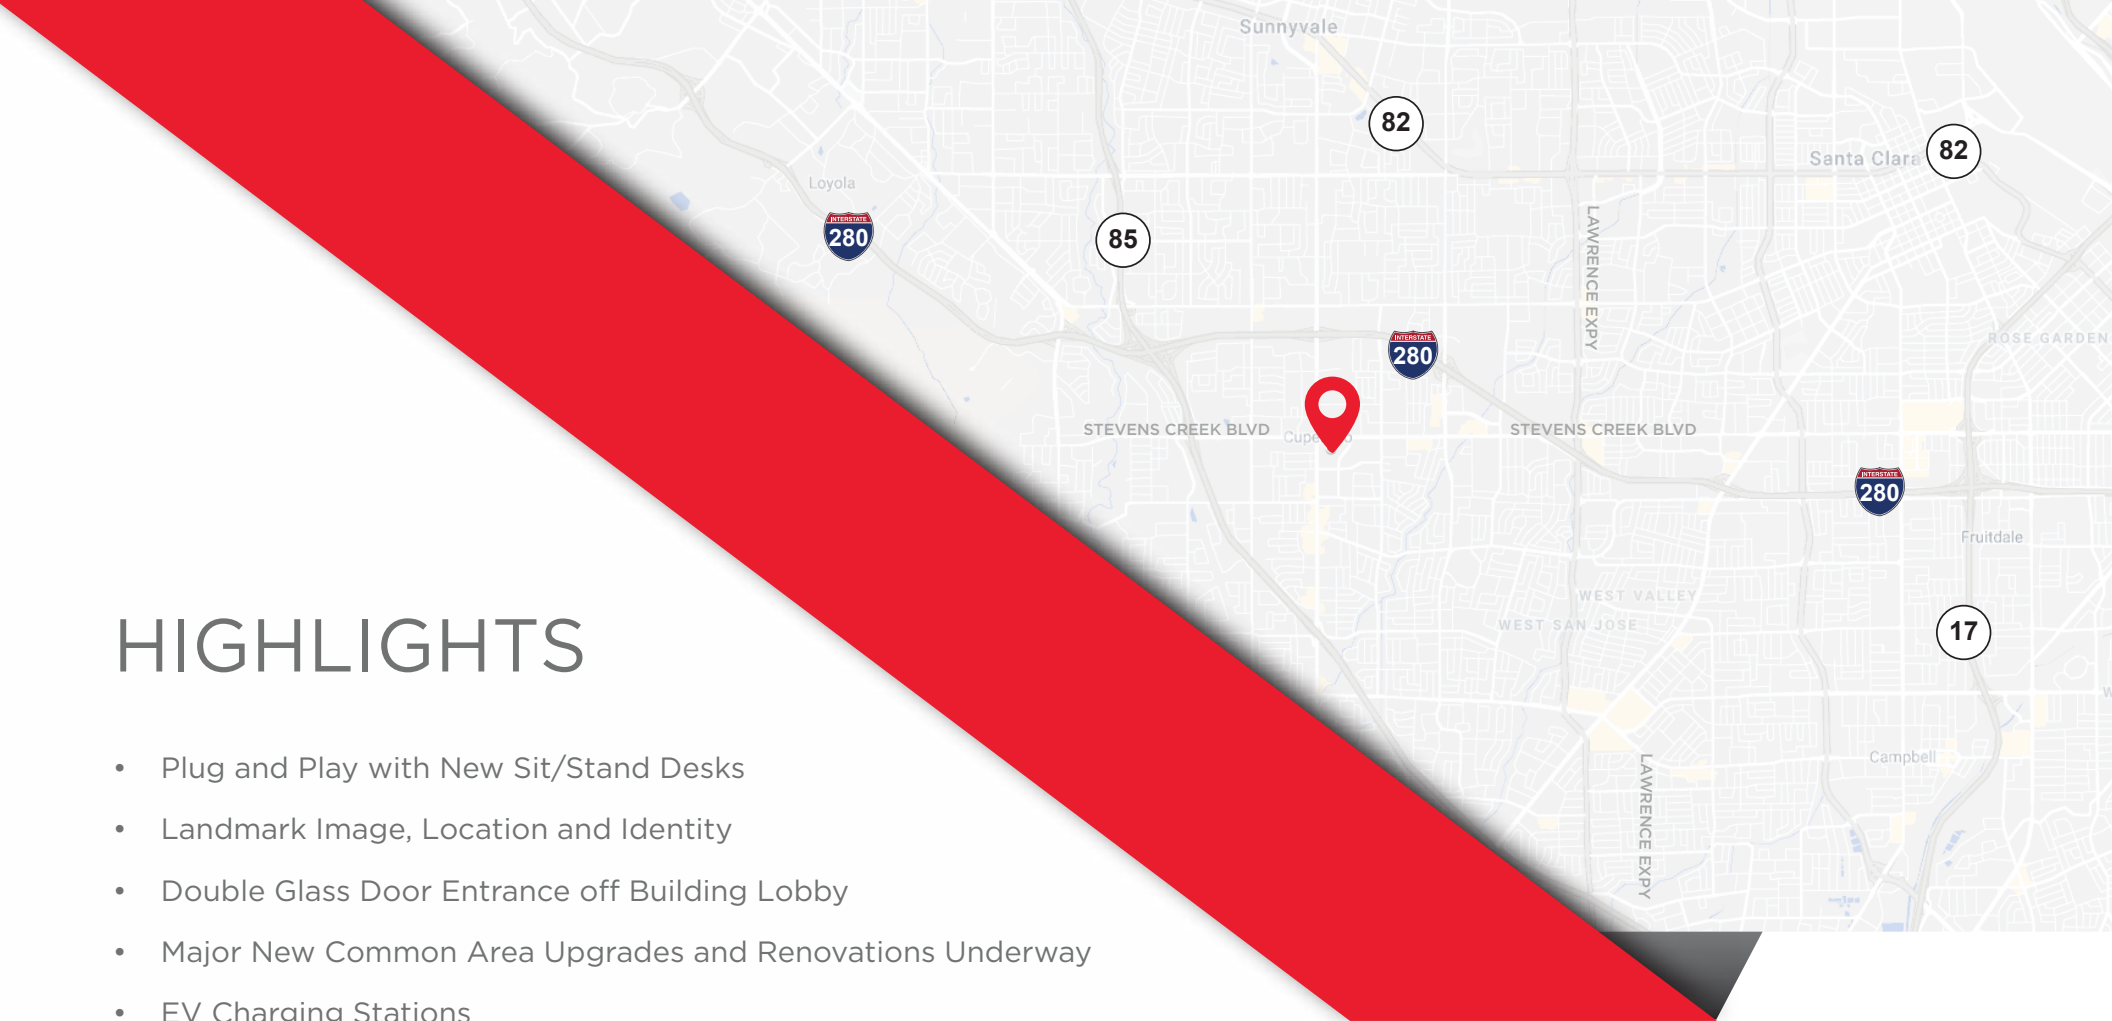 Sunnyvale
82
82
Santa Clara
Loyola
INTERSTATE
280
85
LAWRENCE EXPY
INTERSTATE
280
ROSE GARDEN
STEVENS CREEK BLVD
STEVENS CREEK BLVD
INTERSTATE
280
Fruitdale
WEST VALLEY
WEST SAN JOSE
17
Campbell
LAWRENCE EXPY
HIGHLIGHTS
• Plug and Play with New Sit/Stand Desks
• Landmark Image, Location and Identity
• Double Glass Door Entrance off Building Lobby
• Major New Common Area Upgrades and Renovations Underway
• EV Charging Stations